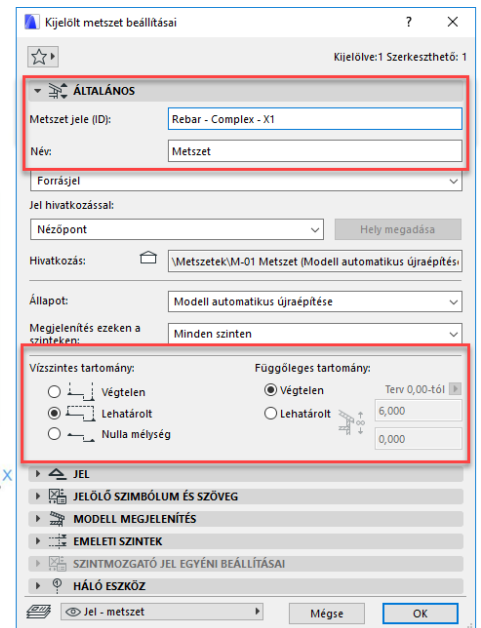 Kijelölt metszet beállításai
Kijelölve:1 Szerkeszthető: 1
ÁLTALÁNOS
Metszet jele (ID): Rebar - Complex - X1
Név: Metszet
Forrásjel
Jel hivatkozással:
Nézőpont Hely megadása
Hivatkozás: \Metszetek\M-01 Metszet (Modell automatikus újraépítés
Állapot: Modell automatikus újraépítése
Megjelenítés ezeken a
szinteken: Minden szinten
Vízszintes tartomány: Függőleges tartomány:
Végtelen Végtelen Terv 0,00-tól
Lehatárolt Lehatárolt 6,000
Nulla mélység 0,000
X
JEL
JELÖLŐ SZIMBÓLUM ÉS SZÖVEG
MODELL MEGJELENÍTÉS
EMELETI SZINTEK
SZINTMOZGATÓ JEL EGYÉNI BEÁLLÍTÁSAI
HÁLÓ ESZKÖZ
Jel - metszet Mégse OK